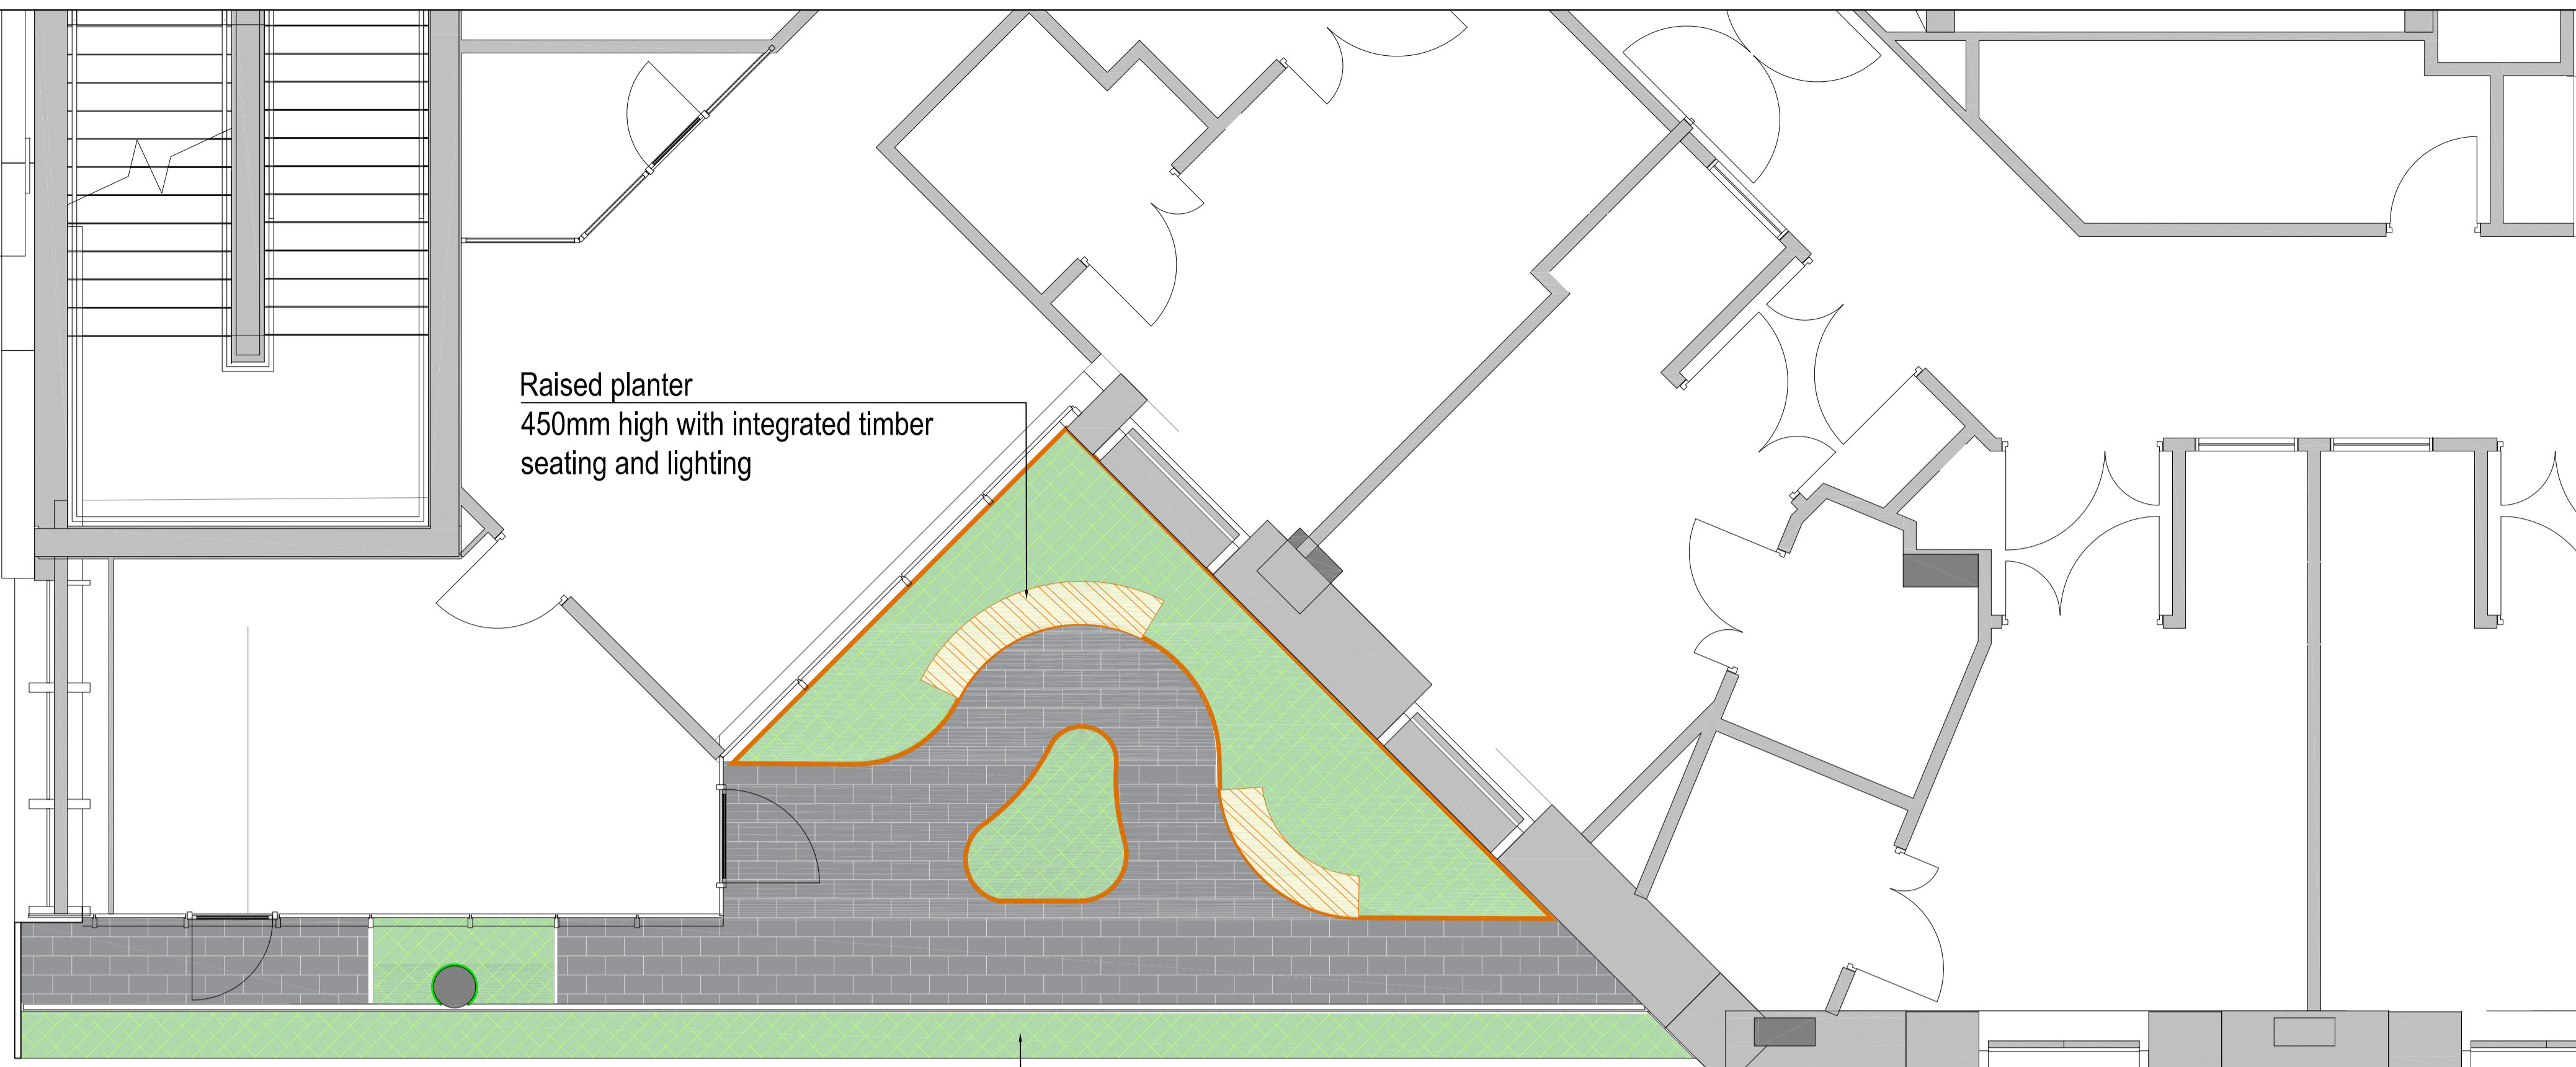 Raised planter
450mm high with integrated timber
seating and lighting